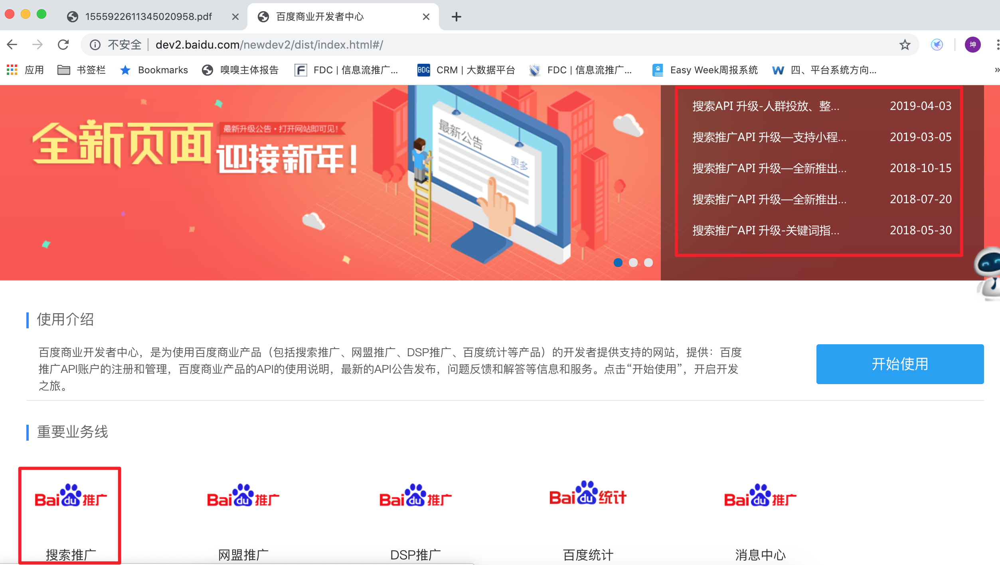 1555922611345020958.pdf
百度商业开发者中心
不安全 | dev2.baidu.com/newdev2/dist/index.html#/
坤
应用
书签栏
Bookmarks
嗅嗅主体报告
FDC | 信息流推广...
BDG
CRM | 大数据平台
FDC | 信息流推广...
Easy Week周报系统
四、平台系统方向...
»
全新页面
最新升级公告·打开网站即可见!
迎接新年!
最新公告
更多
搜索API 升级-人群投放、整... 2019-04-03
搜索推广API 升级—支持小程... 2019-03-05
搜索推广API 升级—全新推出... 2018-10-15
搜索推广API 升级—全新推出... 2018-07-20
搜索推广API 升级-关键词指... 2018-05-30
使用介绍
百度商业开发者中心，是为使用百度商业产品（包括搜索推广、网盟推广、DSP推广、百度统计等产品）的开发者提供支持的网站，提供：百度
推广API账户的注册和管理，百度商业产品的API的使用说明，最新的API公告发布，问题反馈和解答等信息和服务。点击“开始使用”，开启开发
之旅。
开始使用
重要业务线
Baidu推广
Baidu推广
Baidu推广
Baidu统计
Baidu推广
搜索推广
网盟推广
DSP推广
百度统计
消息中心